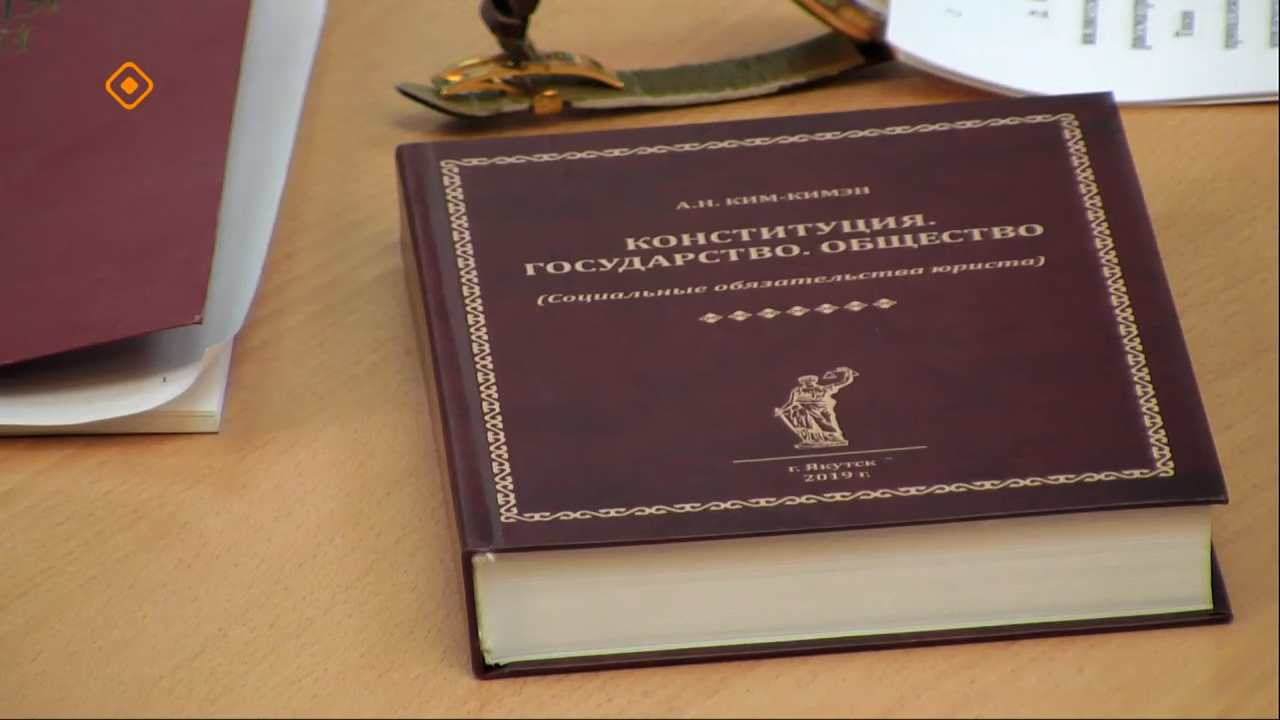 А.Н. КИМ-КИМЭН
КОНСТИТУЦИЯ.
ГОСУДАРСТВО. ОБЩЕСТВО
(Социальные обязательства юриста)
г. Якутск
2019 г.